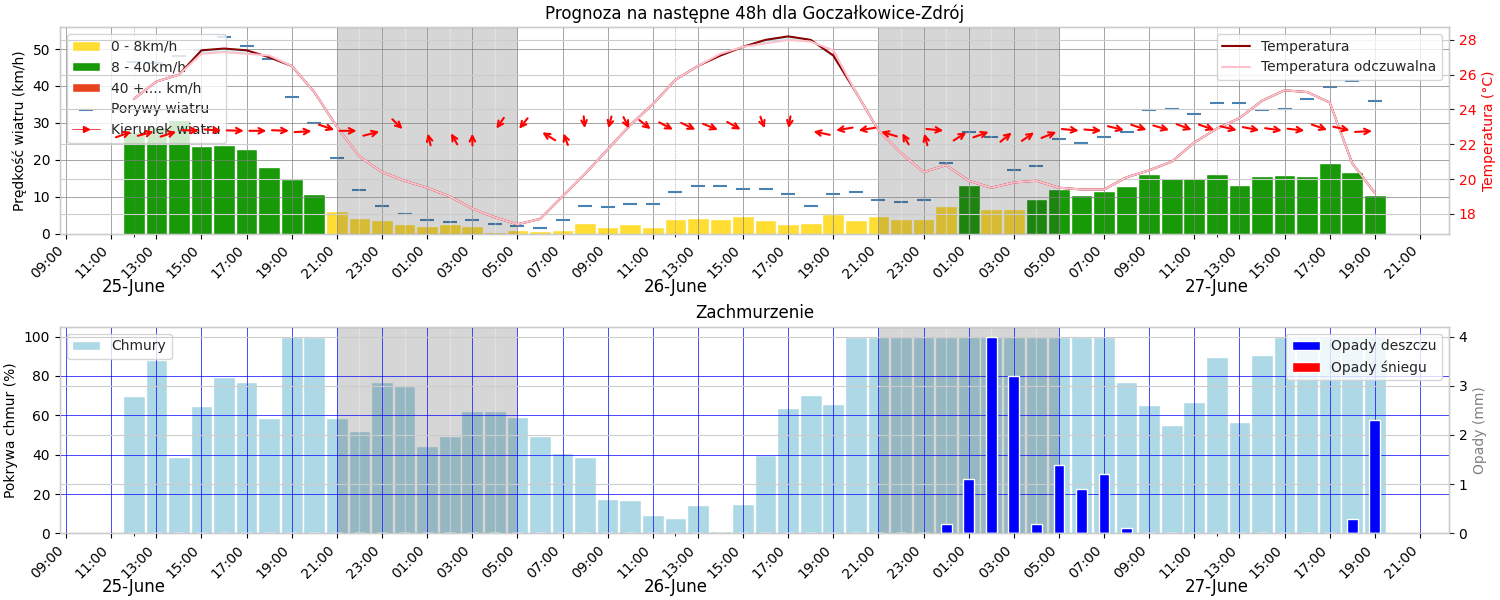 Prognoza na następne 48h dla Goczałkowice-Zdrój
Prędkość wiatru (km/h)
50
40
30
20
10
0
0 - 8km/h
8 - 40km/h
40 +.... km/h
Porywy wiatru
Kierunek wiatru
Temperatura
Temperatura odczuwalna
28
26
24
22
20
18
Temperatura (°C)
09:00 11:00 13:00 15:00 17:00 19:00 21:00 23:00 01:00 03:00 05:00 07:00 09:00 11:00 13:00 15:00 17:00 19:00 21:00 23:00 01:00 03:00 05:00 07:00 09:00 11:00 13:00 15:00 17:00 19:00 21:00
25-June 26-June 27-June
Zachmurzenie
Pokrywa chmur (%)
100
80
60
40
20
0
Chmury
Opady deszczu
Opady śniegu
4
3
2
1
0
Opady (mm)
09:00 11:00 13:00 15:00 17:00 19:00 21:00 23:00 01:00 03:00 05:00 07:00 09:00 11:00 13:00 15:00 17:00 19:00 21:00 23:00 01:00 03:00 05:00 07:00 09:00 11:00 13:00 15:00 17:00 19:00 21:00
25-June 26-June 27-June